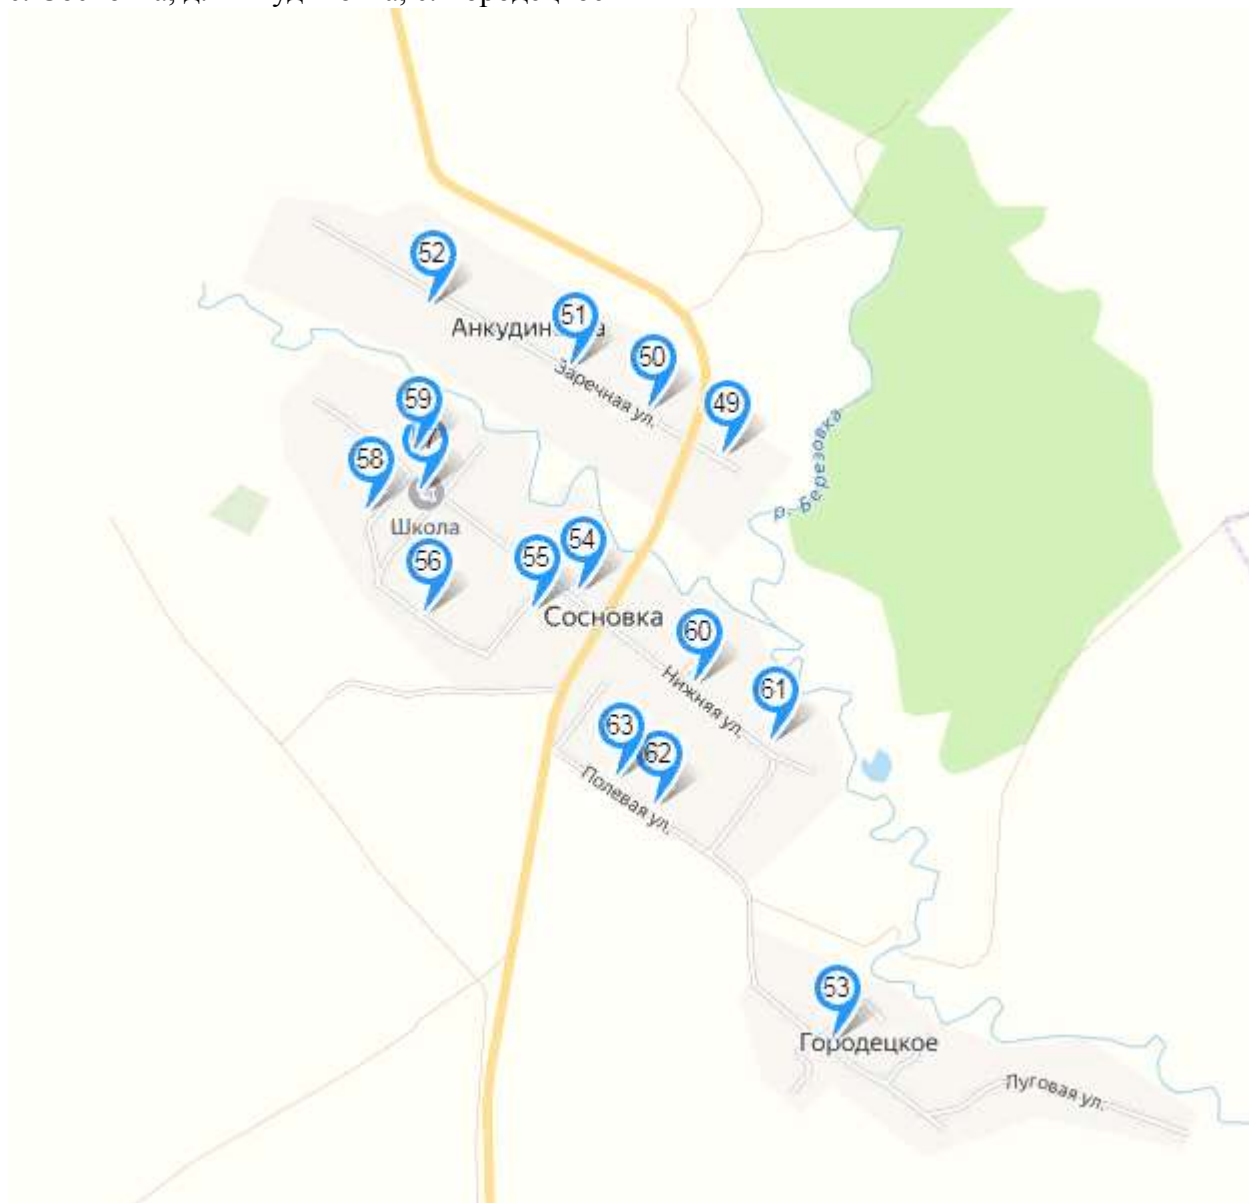 52
51
Анкудин
50
49
Заречная ул.
59
58
р. Березовка
Школа
54
55
56
Сосновка
60
61
Нижняя ул.
63
62
Полевая ул.
53
Городецкое
Луговая ул.